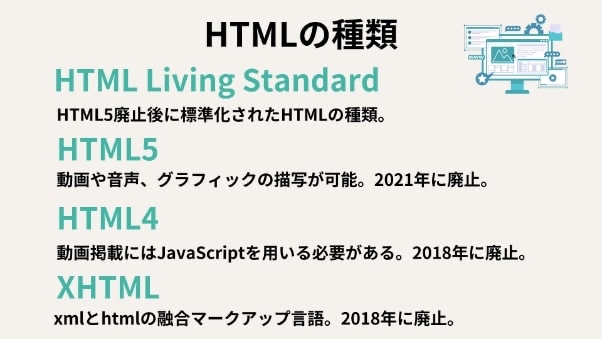 HTMLの種類
HTML Living Standard
HTML5廃止後に標準化されたHTMLの種類。
HTML5
動画や音声、グラフィックの描写が可能。2021年に廃止。
HTML4
動画掲載にはJavaScriptを用いる必要がある。2018年に廃止。
XHTML
xmlとhtmlの融合マークアップ言語。2018年に廃止。